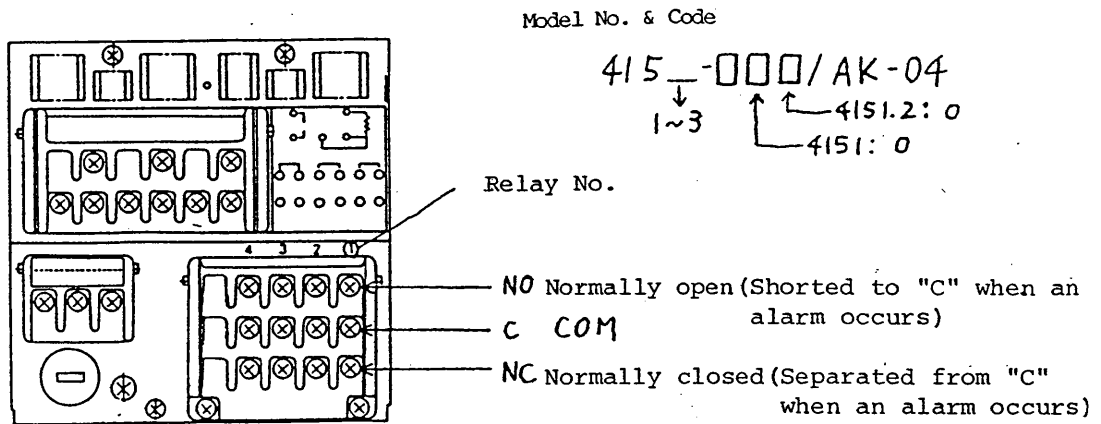 Model No. & Code
415_-□□□/AK-04
1~3
4151.2: 0
4151: 0
Relay No.
4 3 2 (1)
NO Normally open(Shorted to "C" when an
alarm occurs)
C COM
NC Normally closed(Separated from "C"
when an alarm occurs)